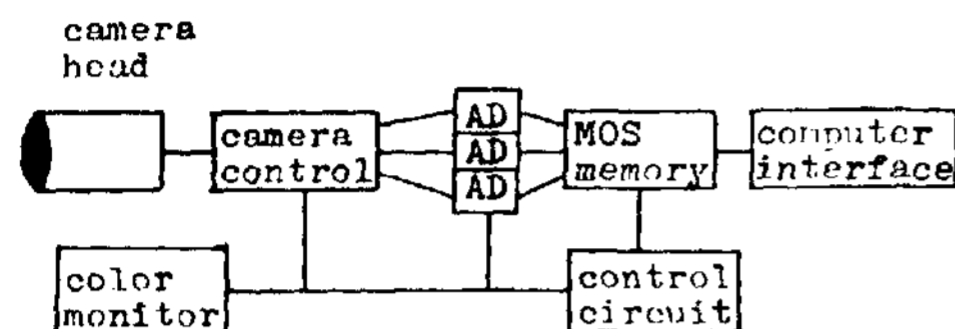 camera
head
camera
control
AD
AD
AD
MOS
memory
computer
interface
color
monitor
control
circuit